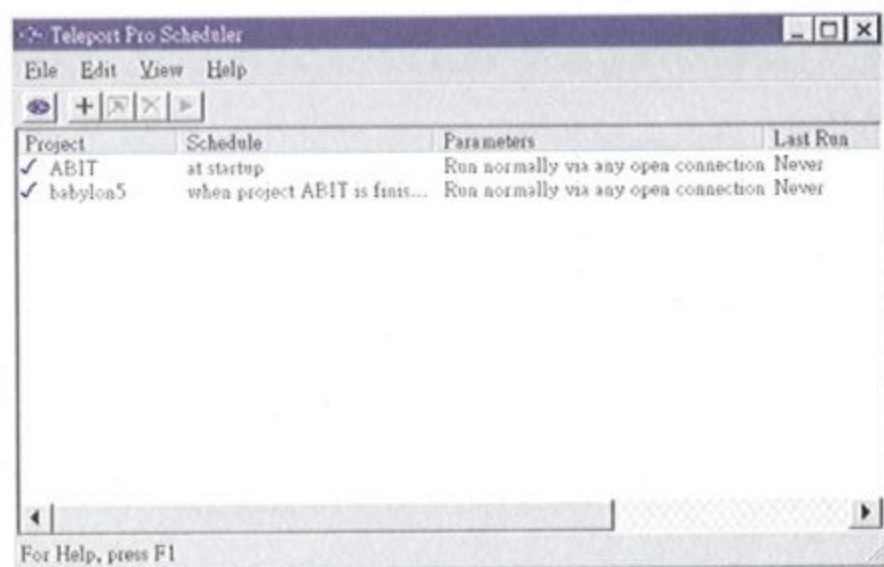 Teleport Pro Scheduler
File Edit View Help
Project Schedule Parameters Last Run
ABIT at startup Run normally via any open connection Never
babylon5 when project ABIT is finis... Run normally via any open connection Never
For Help, press F1